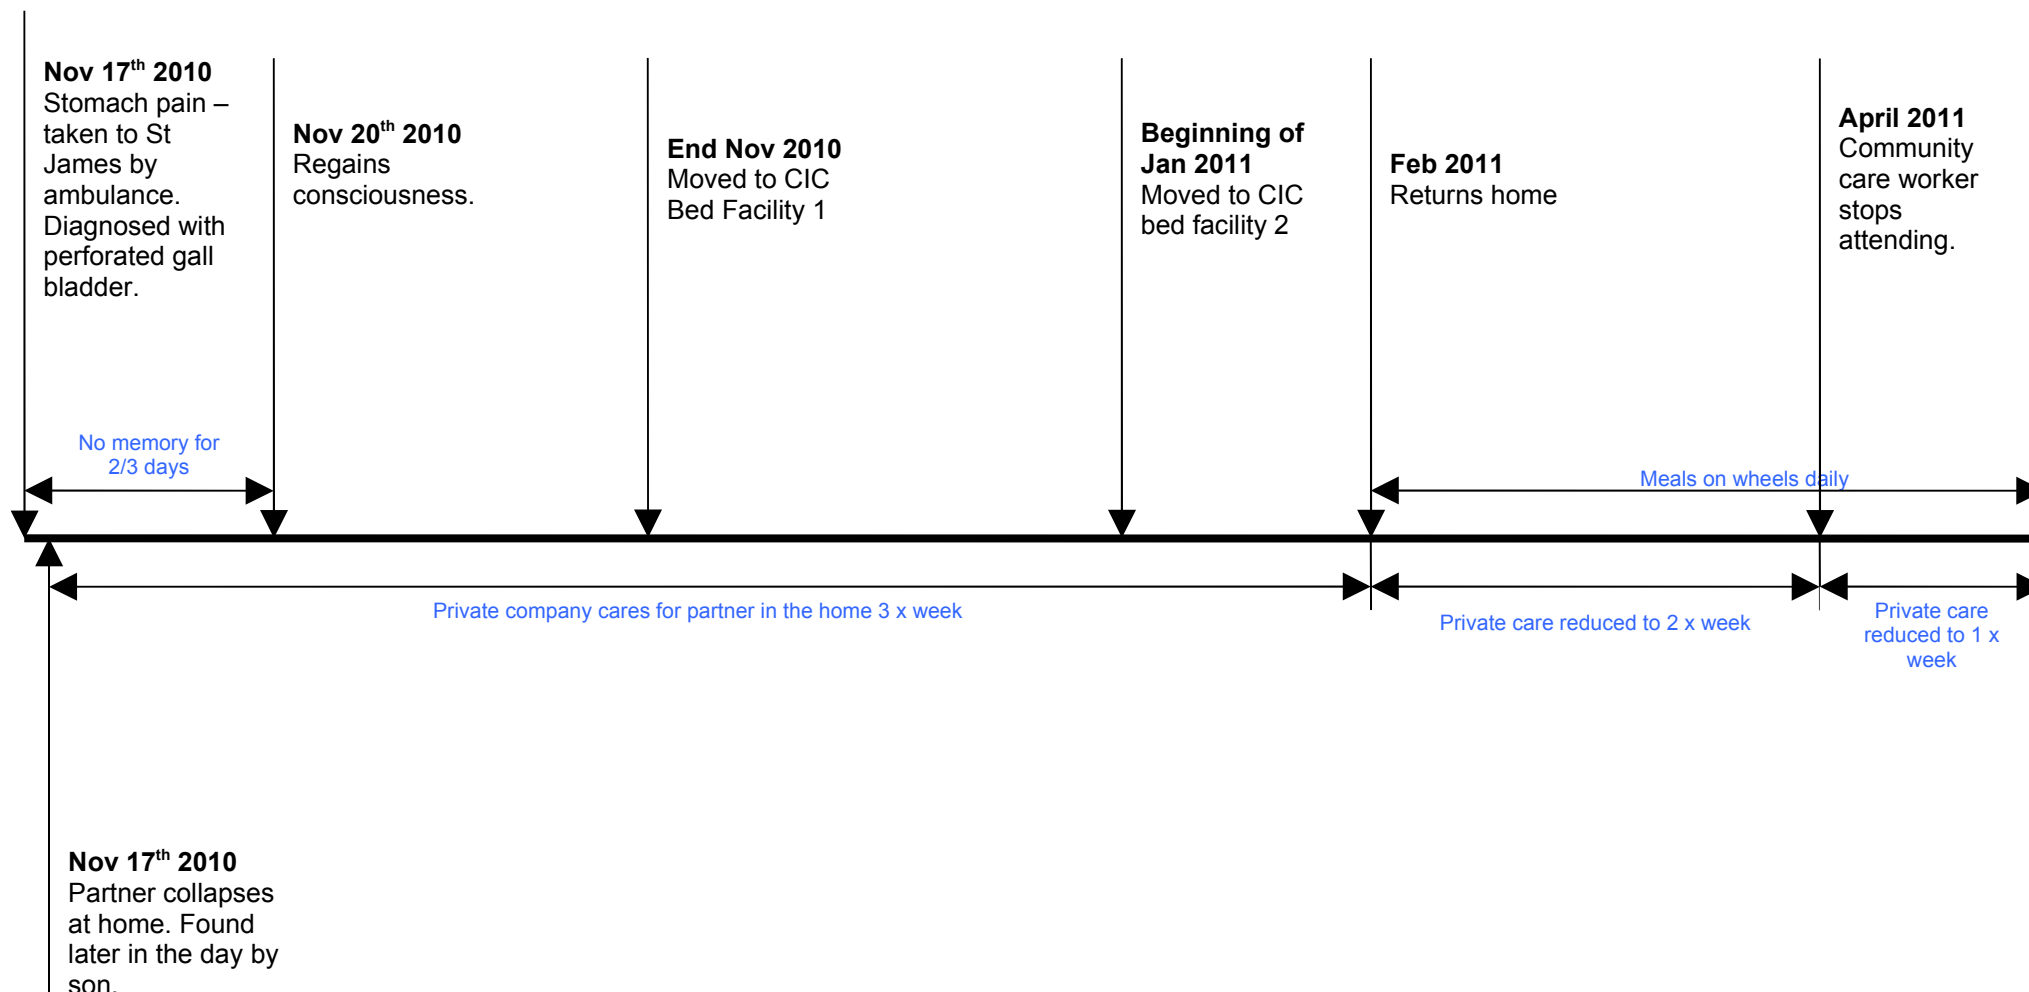 Nov 17th 2010
Stomach pain –
taken to St
James by
ambulance.
Diagnosed with
perforated gall
bladder.
Nov 20th 2010
Regains
consciousness.
End Nov 2010
Moved to CIC
Bed Facility 1
Beginning of
Jan 2011
Moved to CIC
bed facility 2
Feb 2011
Returns home
April 2011
Community
care worker
stops
attending.
No memory for
2/3 days
Meals on wheels daily
Private company cares for partner in the home 3 x week
Private care reduced to 2 x week
Private care
reduced to 1 x
week
Nov 17th 2010
Partner collapses
at home. Found
later in the day by
son.